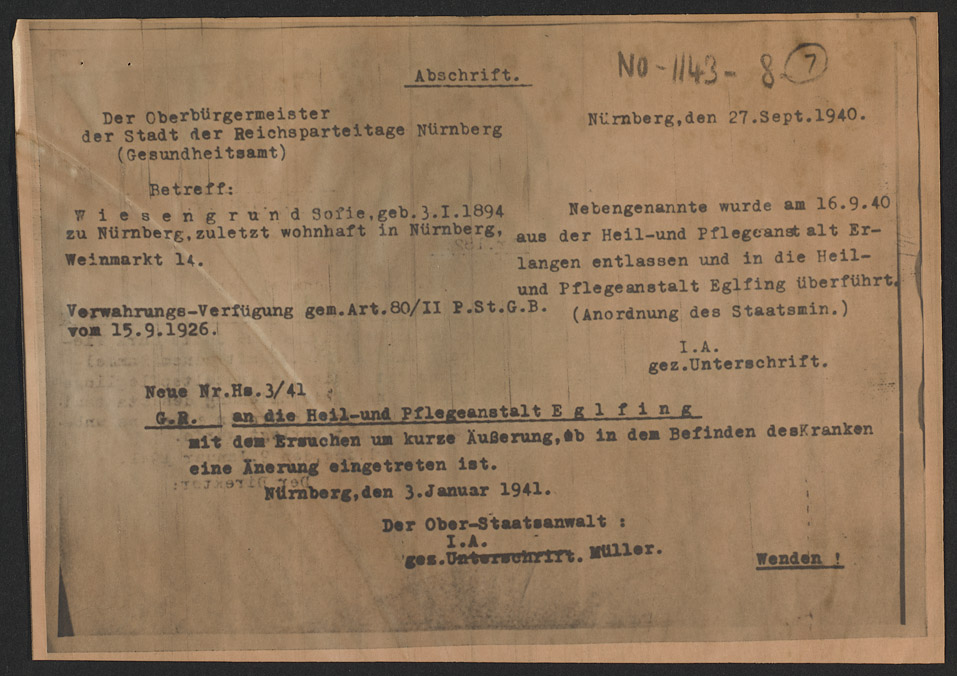 NO-1143- 8 7
Abschrift.
Der Oberbürgermeister
der Stadt der Reichsparteitage Nürnberg
(Gesundheitsamt)
Nürnberg,den 27.Sept.1940.
Betreff:
W i e s e n g r u n d Sofie,geb.3.I.1894
zu Nürnberg,zuletzt wohnhaft in Nürnberg,
Weinmarkt 14.
Verwahrungs-Verfügung gem.Art.80/II P.St.G.B.
vom 15.9.1926.
Nebengenannte wurde am 16.9.40
aus der Heil-und Pflegeanstalt Er-
langen entlassen und in die Heil-
und Pflegeanstalt Eglfing überführt.
(Anordnung des Staatsmin.)
I.A.
gez.Unterschrift.
Neue Nr.Hs.3/41
G.R. an die Heil-und Pflegeanstalt E g l f i n g
mit dem Ersuchen um kurze Äußerung,ob in dem Befinden desKranken
eine Änerung eingetreten ist.
Nürnberg,den 3.Januar 1941.
Der Ober-Staatsanwalt :
I.A.
gez.Unterschrift. Müller.
Wenden !